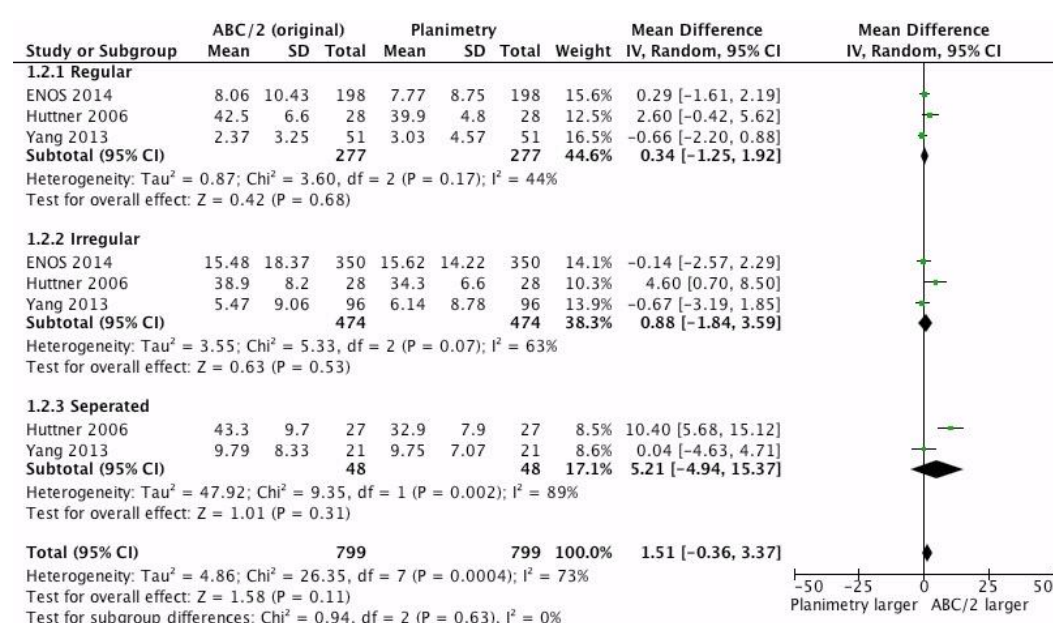 ABC/2 (original) Planimetry Mean Difference Mean Difference
Study or Subgroup Mean SD Total Mean SD Total Weight IV, Random, 95% CI IV, Random, 95% CI
1.2.1 Regular
ENOS 2014 8.06 10.43 198 7.77 8.75 198 15.6% 0.29 [-1.61, 2.19]
Huttner 2006 42.5 6.6 28 39.9 4.8 28 12.5% 2.60 [-0.42, 5.62]
Yang 2013 2.37 3.25 51 3.03 4.57 51 16.5% -0.66 [-2.20, 0.88]
Subtotal (95% CI) 277 277 44.6% 0.34 [-1.25, 1.92]
Heterogeneity: Tau² = 0.87; Chi² = 3.60, df = 2 (P = 0.17); I² = 44%
Test for overall effect: Z = 0.42 (P = 0.68)
1.2.2 Irregular
ENOS 2014 15.48 18.37 350 15.62 14.22 350 14.1% -0.14 [-2.57, 2.29]
Huttner 2006 38.9 8.2 28 34.3 6.6 28 10.3% 4.60 [0.70, 8.50]
Yang 2013 5.47 9.06 96 6.14 8.78 96 13.9% -0.67 [-3.19, 1.85]
Subtotal (95% CI) 474 474 38.3% 0.88 [-1.84, 3.59]
Heterogeneity: Tau² = 3.55; Chi² = 5.33, df = 2 (P = 0.07); I² = 63%
Test for overall effect: Z = 0.63 (P = 0.53)
1.2.3 Seperated
Huttner 2006 43.3 9.7 27 32.9 7.9 27 8.5% 10.40 [5.68, 15.12]
Yang 2013 9.79 8.33 21 9.75 7.07 21 8.6% 0.04 [-4.63, 4.71]
Subtotal (95% CI) 48 48 17.1% 5.21 [-4.94, 15.37]
Heterogeneity: Tau² = 47.92; Chi² = 9.35, df = 1 (P = 0.002); I² = 89%
Test for overall effect: Z = 1.01 (P = 0.31)
Total (95% CI) 799 799 100.0% 1.51 [-0.36, 3.37]
Heterogeneity: Tau² = 4.86; Chi² = 26.35, df = 7 (P = 0.0004); I² = 73%
Test for overall effect: Z = 1.58 (P = 0.11)
Test for subgroup differences: Chi² = 0.94, df = 2 (P = 0.63), I² = 0%
-50 -25 0 25 50
Planimetry larger ABC/2 larger